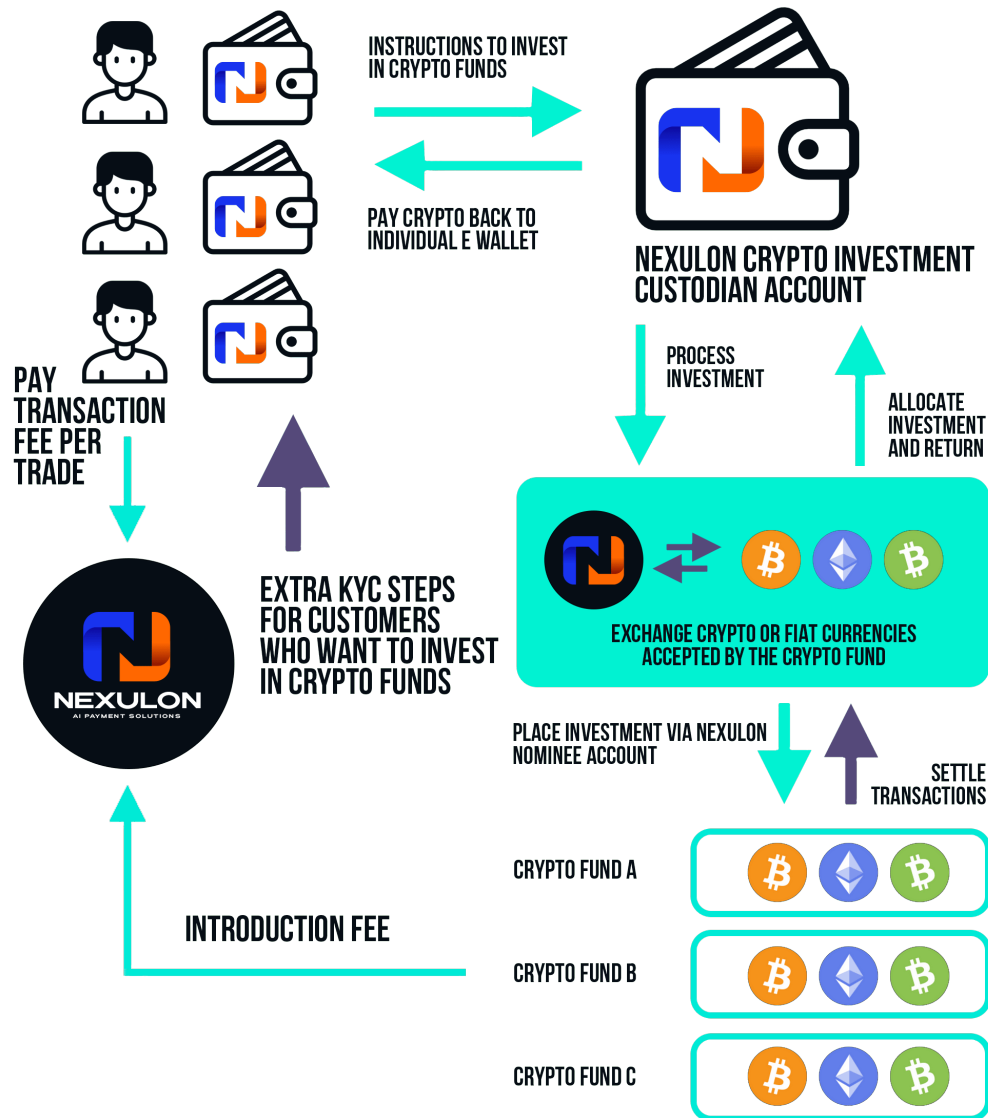 INSTRUCTIONS TO INVEST
IN CRYPTO FUNDS
PAY CRYPTO BACK TO
INDIVIDUAL E WALLET
NEXULON CRYPTO INVESTMENT
CUSTODIAN ACCOUNT
PAY
TRANSACTION
FEE PER
TRADE
PROCESS
INVESTMENT
ALLOCATE
INVESTMENT
AND RETURN
NEXULON
AI PAYMENT SOLUTIONS
EXTRA KYC STEPS
FOR CUSTOMERS
WHO WANT TO INVEST
IN CRYPTO FUNDS
EXCHANGE CRYPTO OR FIAT CURRENCIES
ACCEPTED BY THE CRYPTO FUND
PLACE INVESTMENT VIA NEXULON
NOMINEE ACCOUNT
SETTLE
TRANSACTIONS
INTRODUCTION FEE
CRYPTO FUND A
CRYPTO FUND B
CRYPTO FUND C